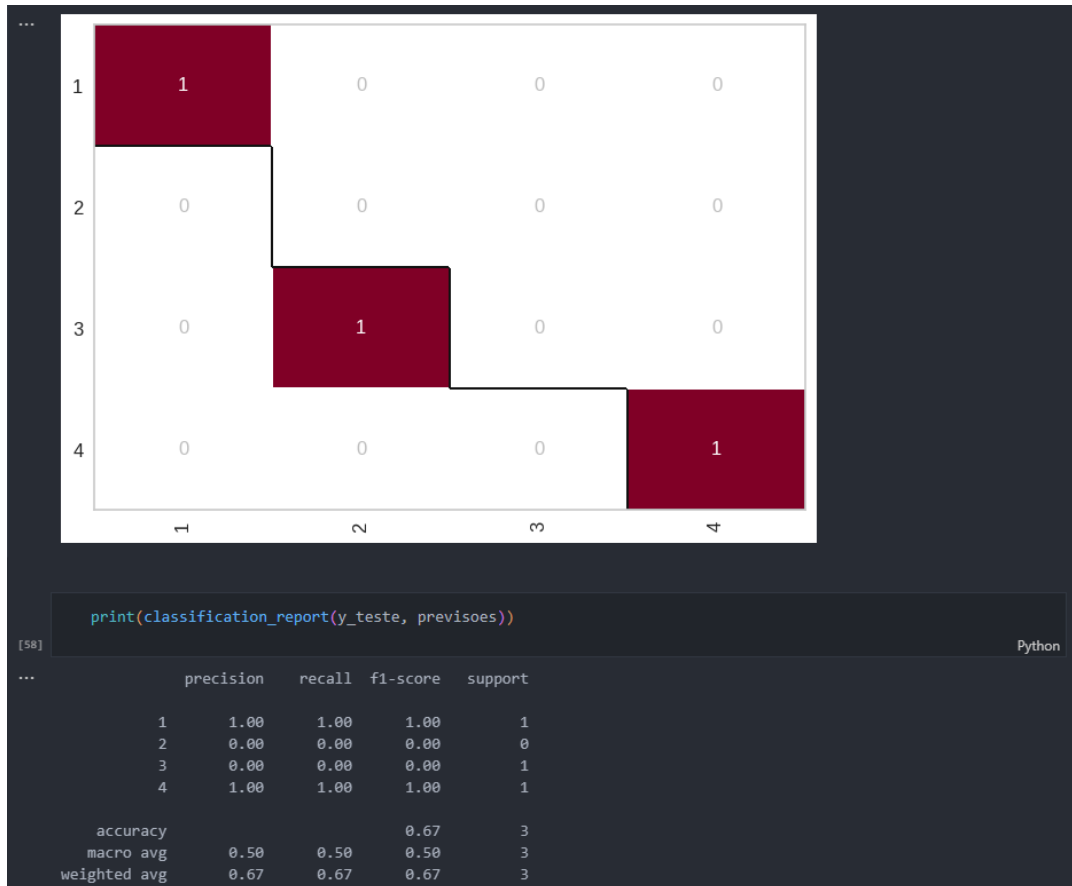 ...
1 1 0 0 0
2 0 0 0 0
3 0 1 0 0
4 0 0 0 1
1 2 3 4
print(classification_report(y_teste, previsoes))
[58] Python
...
precision recall f1-score support
1 1.00 1.00 1.00 1
2 0.00 0.00 0.00 0
3 0.00 0.00 0.00 1
4 1.00 1.00 1.00 1
accuracy 0.67 3
macro avg 0.50 0.50 0.50 3
weighted avg 0.67 0.67 0.67 3